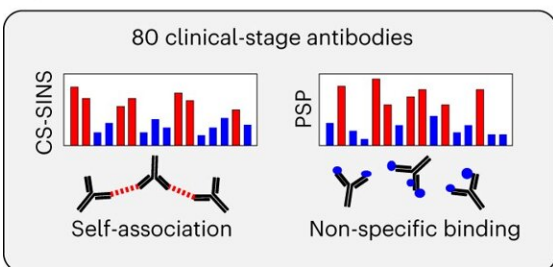 80 clinical-stage antibodies
CS-SINS
PSP
Self-association
Non-specific binding